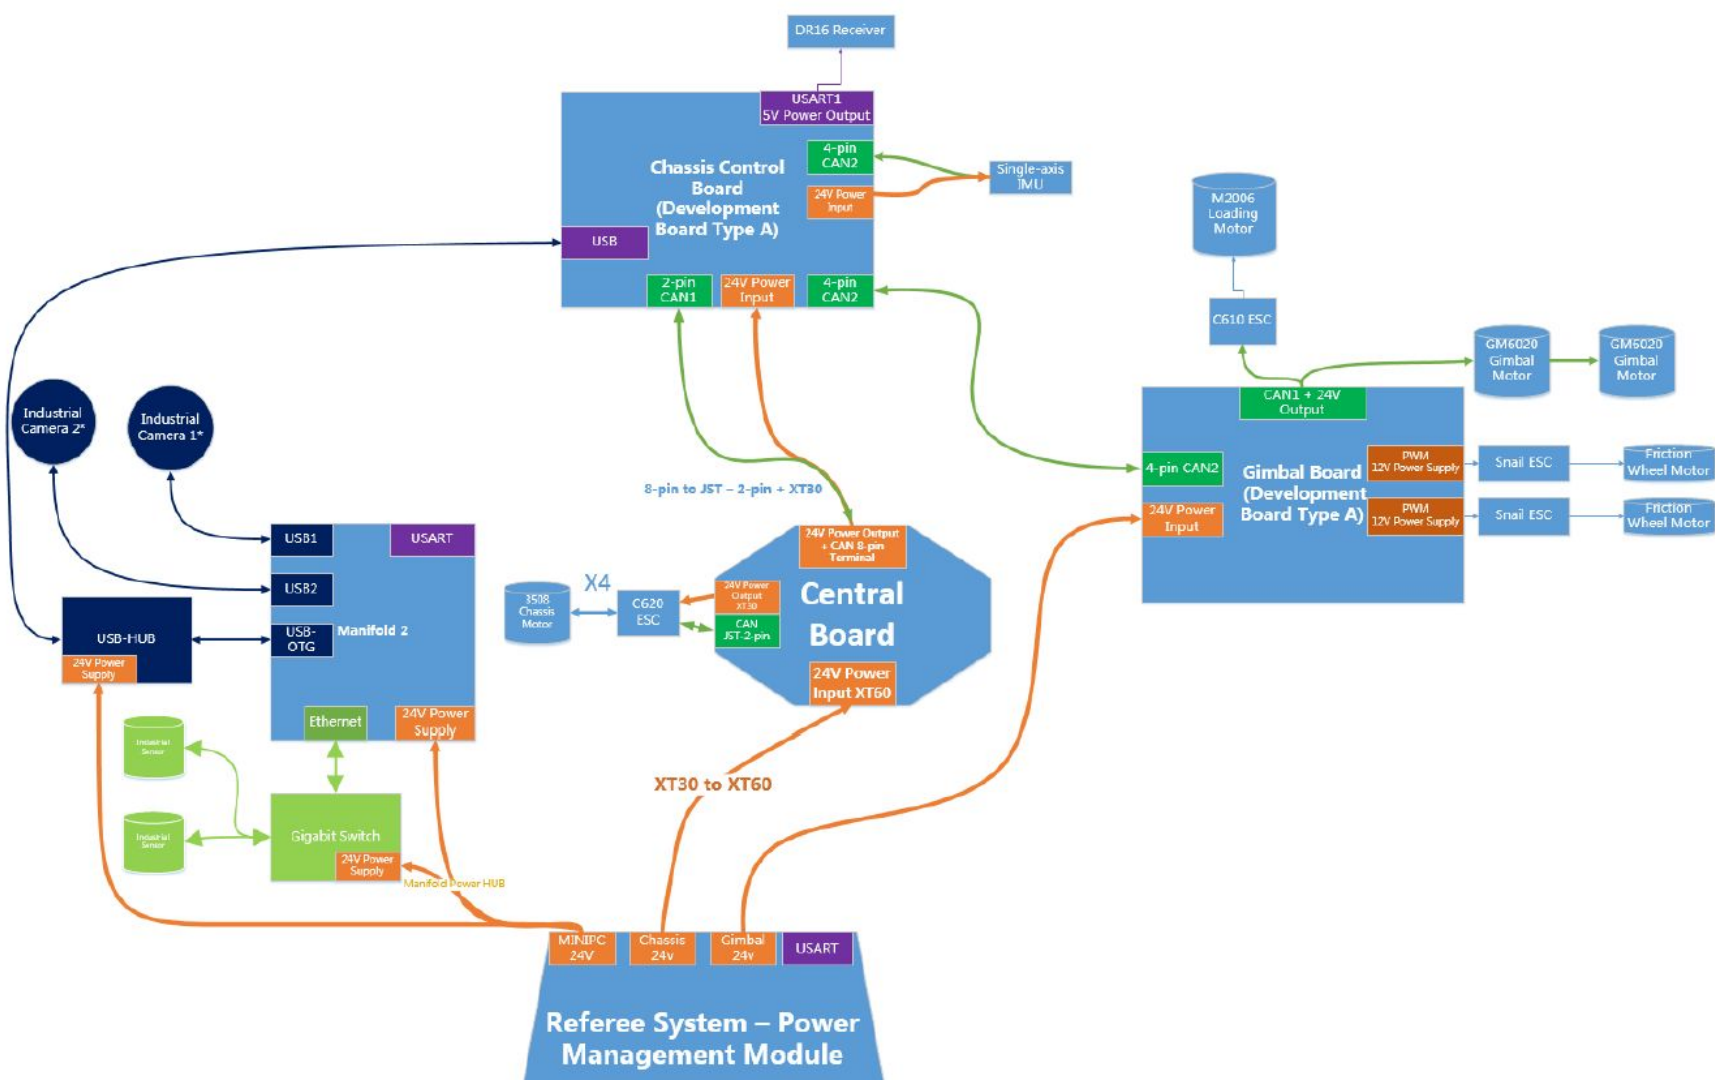 DR16 Receiver
USART1
5V Power Output
4-pin
CAN2
Chassis Control
Board
(Development
Board Type A)
24V Power
Input
Single-axis
IMU
USB
2-pin
CAN1
24V Power
Input
4-pin
CAN2
M2006
Loading
Motor
C610 ESC
GM6020
Gimbal
Motor
GM6020
Gimbal
Motor
CAN1 + 24V
Output
4-pin CAN2
24V Power
Input
Gimbal Board
(Development
Board Type A)
PWM
12V Power Supply
PWM
12V Power Supply
Snail ESC
Friction
Wheel Motor
Snail ESC
Friction
Wheel Motor
Industrial
Camera 2*
Industrial
Camera 1*
8-pin to JST – 2-pin + XT30
USB1
USART
USB2
USB-
OTG
Manifold 2
USB-HUB
24V Power
Supply
Ethernet
24V Power
Supply
24V Power Output
+ CAN 8-pin
Terminal
Central
Board
24V Power
Output
XT30
CAN
JST-2-pin
24V Power
Input XT60
X4
C620
ESC
3508
Chassis
Motor
Industrial
Sensor
Industrial
Sensor
Gigabit Switch
24V Power
Supply
Manifold Power HUB
XT30 to XT60
MINIPC
24V
Chassis
24v
Gimbal
24v
USART
Referee System – Power
Management Module